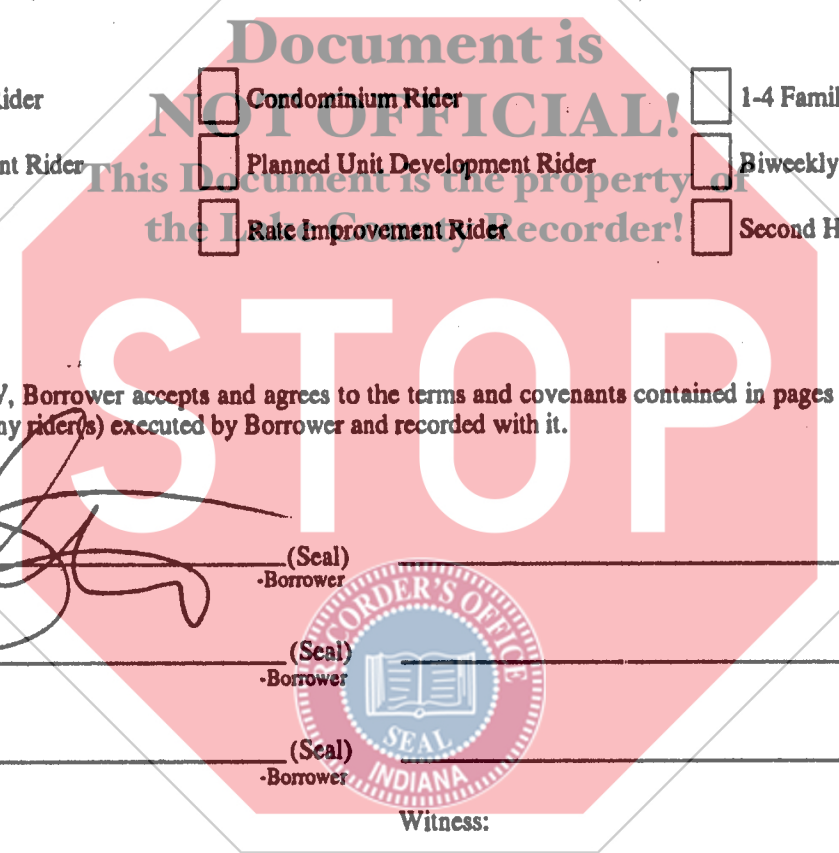 Document is
NOT OFFICIAL!
This Document is the property of
the Lake County Recorder!
ider Condominium Rider 1-4 Famil
nt Rider Planned Unit Development Rider Biweekly
Rate Improvement Rider Second H
STOP
, Borrower accepts and agrees to the terms and covenants contained in pages
ny rider(s) executed by Borrower and recorded with it.
(Seal)
-Borrower
(Seal)
-Borrower
(Seal)
-Borrower
RECORDER'S OFFICE
SEAL
INDIANA
Witness: